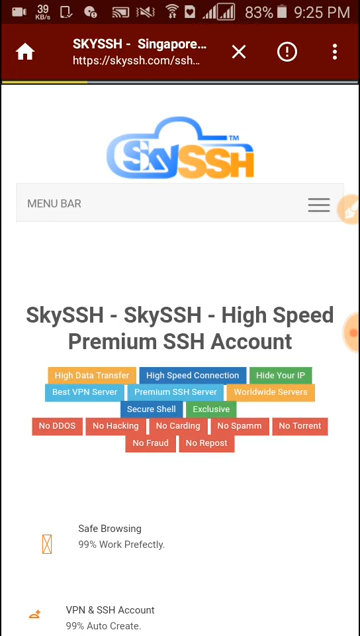 39
KB/s
83% 9:25 PM
SKYSSH - Singapore...
https://skyssh.com/ssh...
SkySSH TM
MENU BAR
SkySSH - SkySSH - High Speed
Premium SSH Account
High Data Transfer High Speed Connection Hide Your IP
Best VPN Server Premium SSH Server Worldwide Servers
Secure Shell Exclusive
No DDOS No Hacking No Carding No Spamm No Torrent
No Fraud No Repost
Safe Browsing
99% Work Prefectly.
VPN & SSH Account
99% Auto Create.